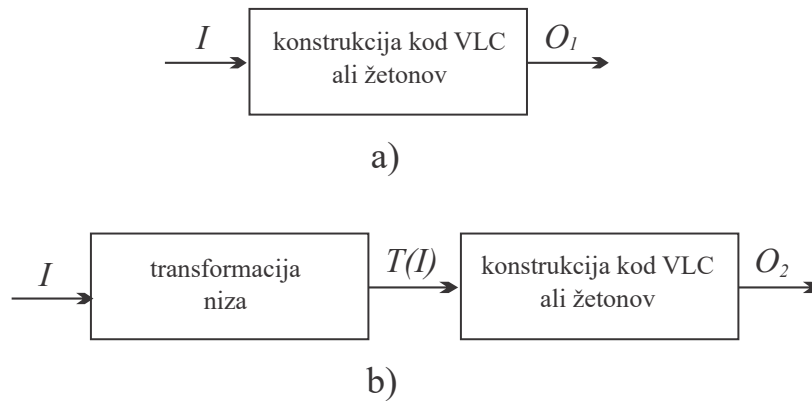 I
konstrukcija kod VLC
ali žetonov
O1
a)
I
transformacija
niza
T(I)
konstrukcija kod VLC
ali žetonov
O2
b)